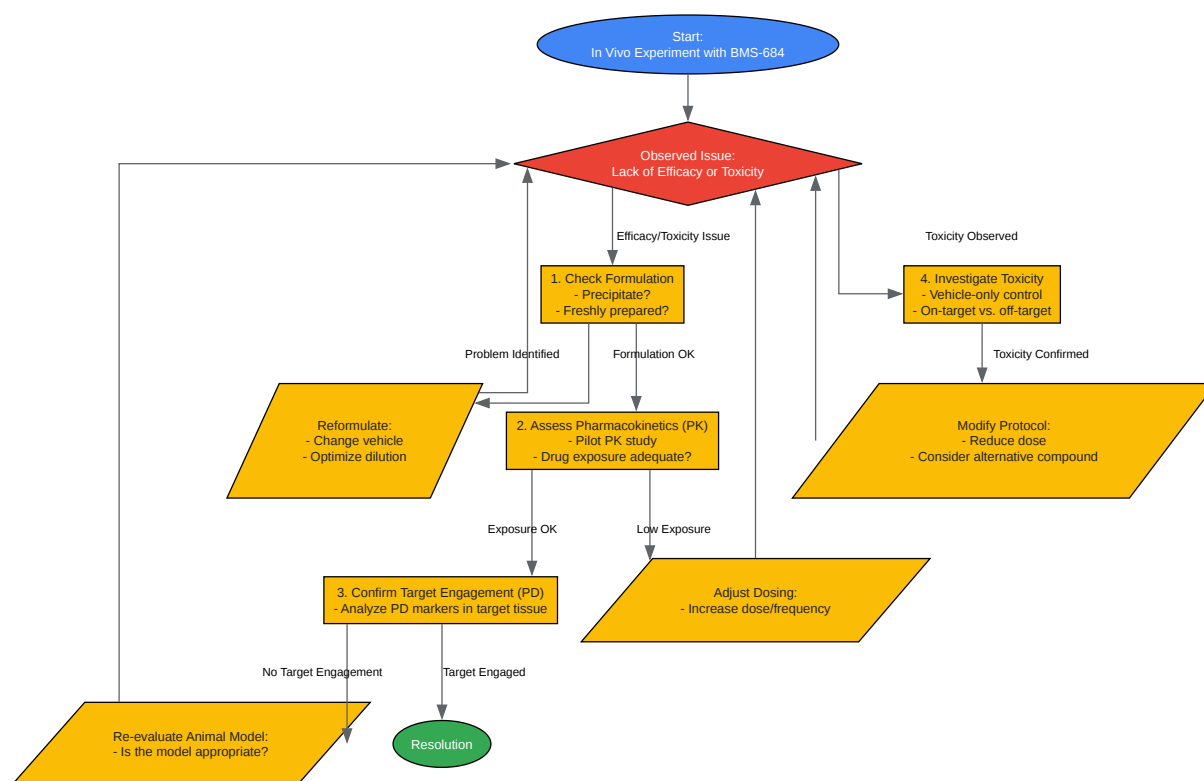 Start:
In Vivo Experiment with BMS-684
Observed Issue:
Lack of Efficacy or Toxicity
Efficacy/Toxicity Issue
Toxicity Observed
1. Check Formulation
- Precipitate?
- Freshly prepared?
4. Investigate Toxicity
- Vehicle-only control
- On-target vs. off-target
Problem Identified
Formulation OK
Toxicity Confirmed
Reformulate:
- Change vehicle
- Optimize dilution
2. Assess Pharmacokinetics (PK)
- Pilot PK study
- Drug exposure adequate?
Modify Protocol:
- Reduce dose
- Consider alternative compound
Exposure OK
Low Exposure
3. Confirm Target Engagement (PD)
- Analyze PD markers in target tissue
Adjust Dosing:
- Increase dose/frequency
No Target Engagement
Target Engaged
Re-evaluate Animal Model:
- Is the model appropriate?
Resolution